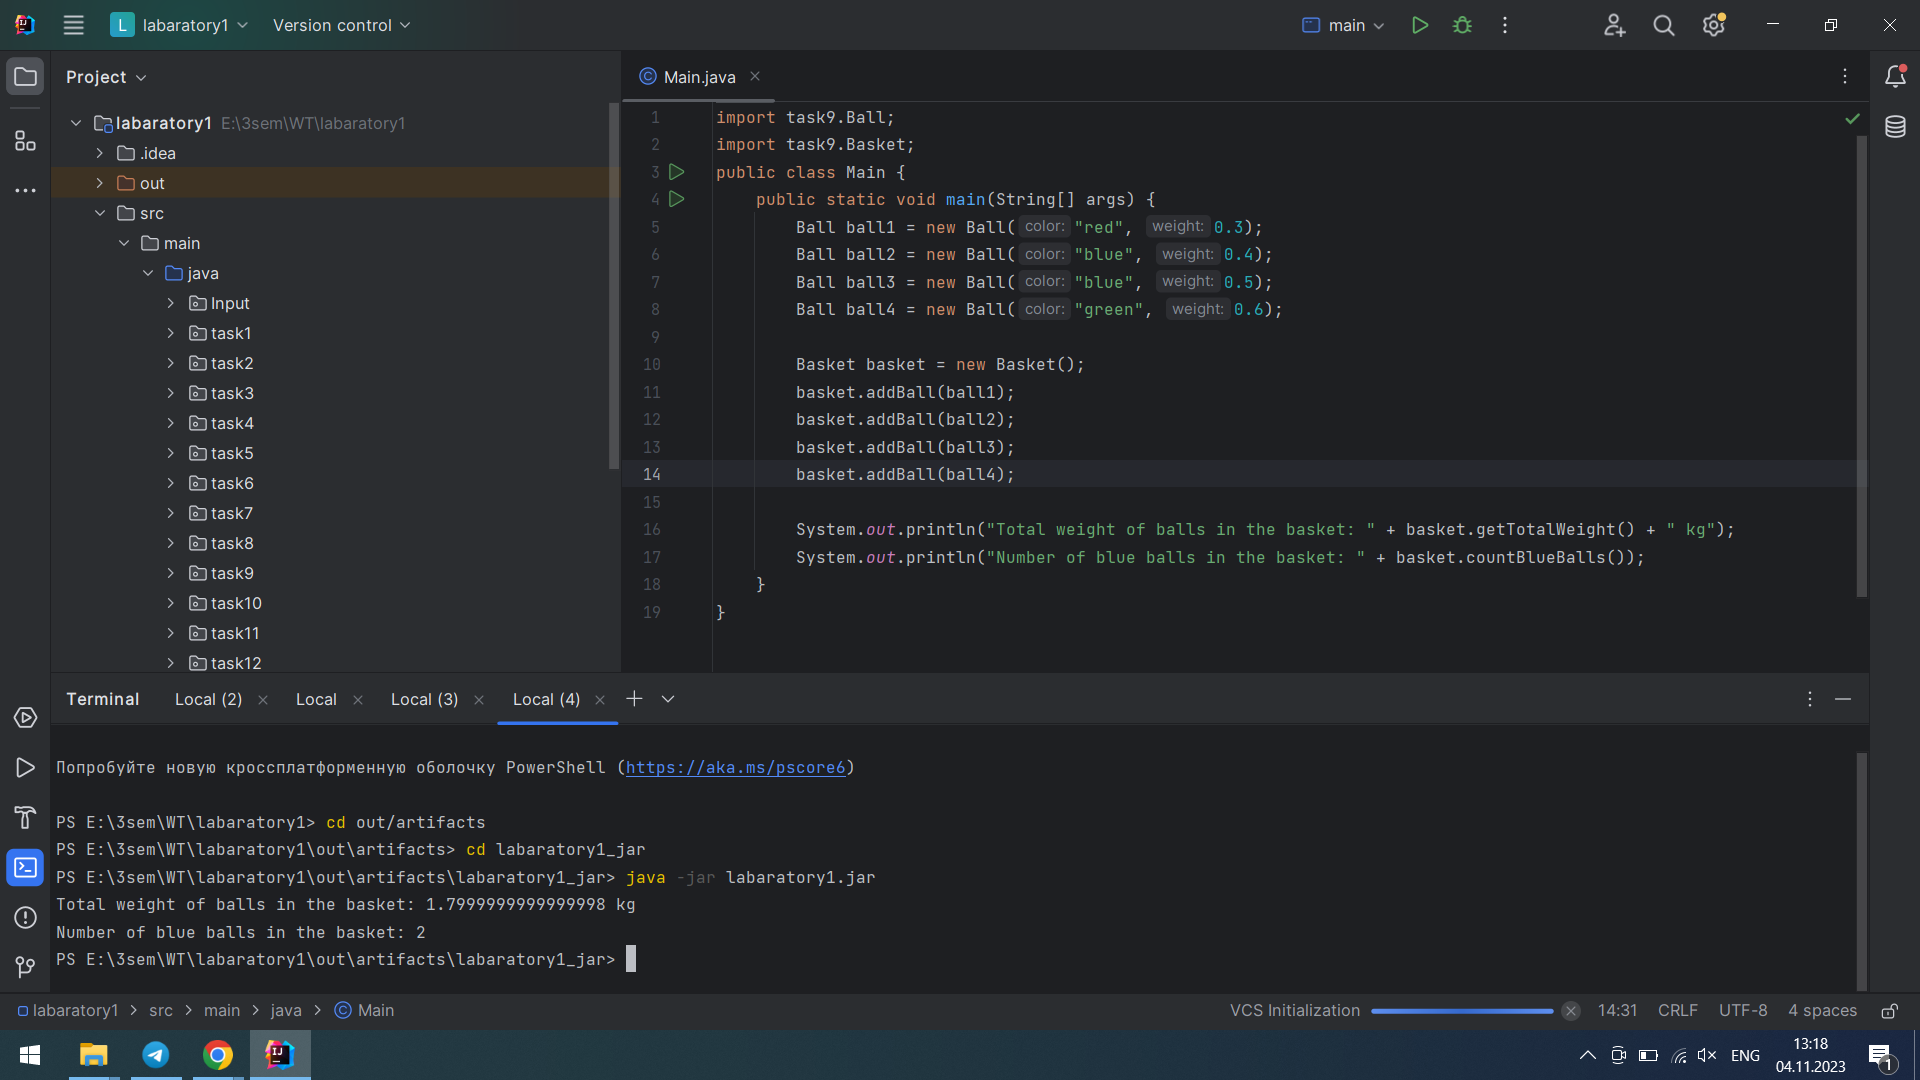 L labaratory1 Version control main
Project
Main.java
labaratory1 E:\3sem\WT\labaratory1
.idea
out
src
main
java
Input
task1
task2
task3
task4
task5
task6
task7
task8
task9
task10
task11
task12
1 import task9.Ball;
2 import task9.Basket;
3 public class Main {
4 public static void main(String[] args) {
5 Ball ball1 = new Ball( color: "red", weight: 0.3);
6 Ball ball2 = new Ball( color: "blue", weight: 0.4);
7 Ball ball3 = new Ball( color: "blue", weight: 0.5);
8 Ball ball4 = new Ball( color: "green", weight: 0.6);
9
10 Basket basket = new Basket();
11 basket.addBall(ball1);
12 basket.addBall(ball2);
13 basket.addBall(ball3);
14 basket.addBall(ball4);
15
16 System.out.println("Total weight of balls in the basket: " + basket.getTotalWeight() + " kg");
17 System.out.println("Number of blue balls in the basket: " + basket.countBlueBalls());
18 }
19 }
Terminal Local (2) Local Local (3) Local (4)
Попробуйте новую кроссплатформенную оболочку PowerShell (https://aka.ms/pscore6)
PS E:\3sem\WT\labaratory1> cd out/artifacts
PS E:\3sem\WT\labaratory1\out\artifacts> cd labaratory1_jar
PS E:\3sem\WT\labaratory1\out\artifacts\labaratory1_jar> java -jar labaratory1.jar
Total weight of balls in the basket: 1.7999999999999998 kg
Number of blue balls in the basket: 2
PS E:\3sem\WT\labaratory1\out\artifacts\labaratory1_jar>
labaratory1 > src > main > java > Main VCS Initialization 14:31 CRLF UTF-8 4 spaces
ENG 13:18
04.11.2023
1